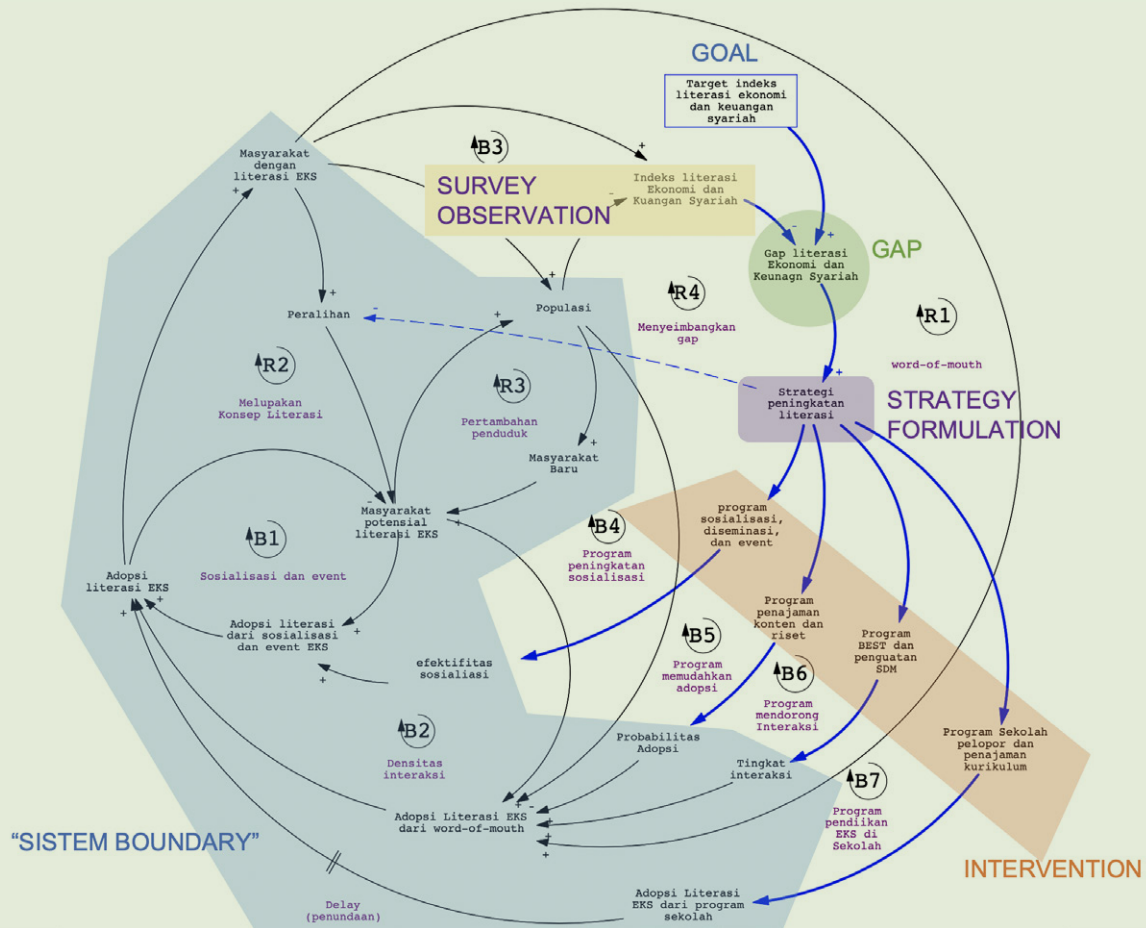 GOAL
Target indeks
literasi ekonomi
dan keuangan
syariah
B3
Masyarakat
dengan
literasi EKS
SURVEY
OBSERVATION
Indeks literasi
Ekonomi dan
Kuangan Syariah
GAP
Gap literasi
Ekonomi dan
Keunagn Syariah
Populasi
Peralihan
R4
Menyeimbangkan
gap
R1
word-of-mouth
R2
Melupakan
Konsep Literasi
R3
Pertambahan
penduduk
Strategi
peningkatan
literasi
STRATEGY
FORMULATION
Masyarakat
Baru
Masyarakat
potensial
literasi EKS
program
sosialisasi,
diseminasi,
dan event
B1
Sosialisasi dan event
B4
Program
peningkatan
sosialisasi
Adopsi
literasi EKS
Adopsi literasi
dari sosialisasi
dan event EKS
Program
penajaman
konten dan
riset
Program
BEST dan
penguatan
SDM
efektifitas
sosialiasi
B5
Program
memudahkan
adopsi
B6
Program
mendorong
Interaksi
B2
Densitas
interaksi
Probabilitas
Adopsi
Tingkat
interaksi
Program Sekolah
pelopor dan
penajaman
kurikulum
B7
Program
pendiikan
EKS di
Sekolah
Adopsi Literasi EKS
dari word-of-mouth
"SISTEM BOUNDARY"
INTERVENTION
Delay
(penundaan)
Adopsi Literasi
EKS dari program
sekolah